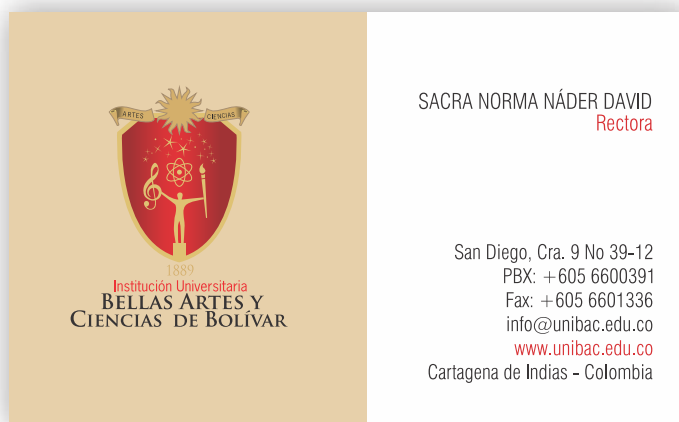 ARTES
CIENCIAS
1889
Institución Universitaria
BELLAS ARTES Y
CIENCIAS DE BOLÍVAR
SACRA NORMA NÁDER DAVID
Rectora
San Diego, Cra. 9 No 39-12
PBX: +605 6600391
Fax: +605 6601336
info@unibac.edu.co
www.unibac.edu.co
Cartagena de Indias - Colombia